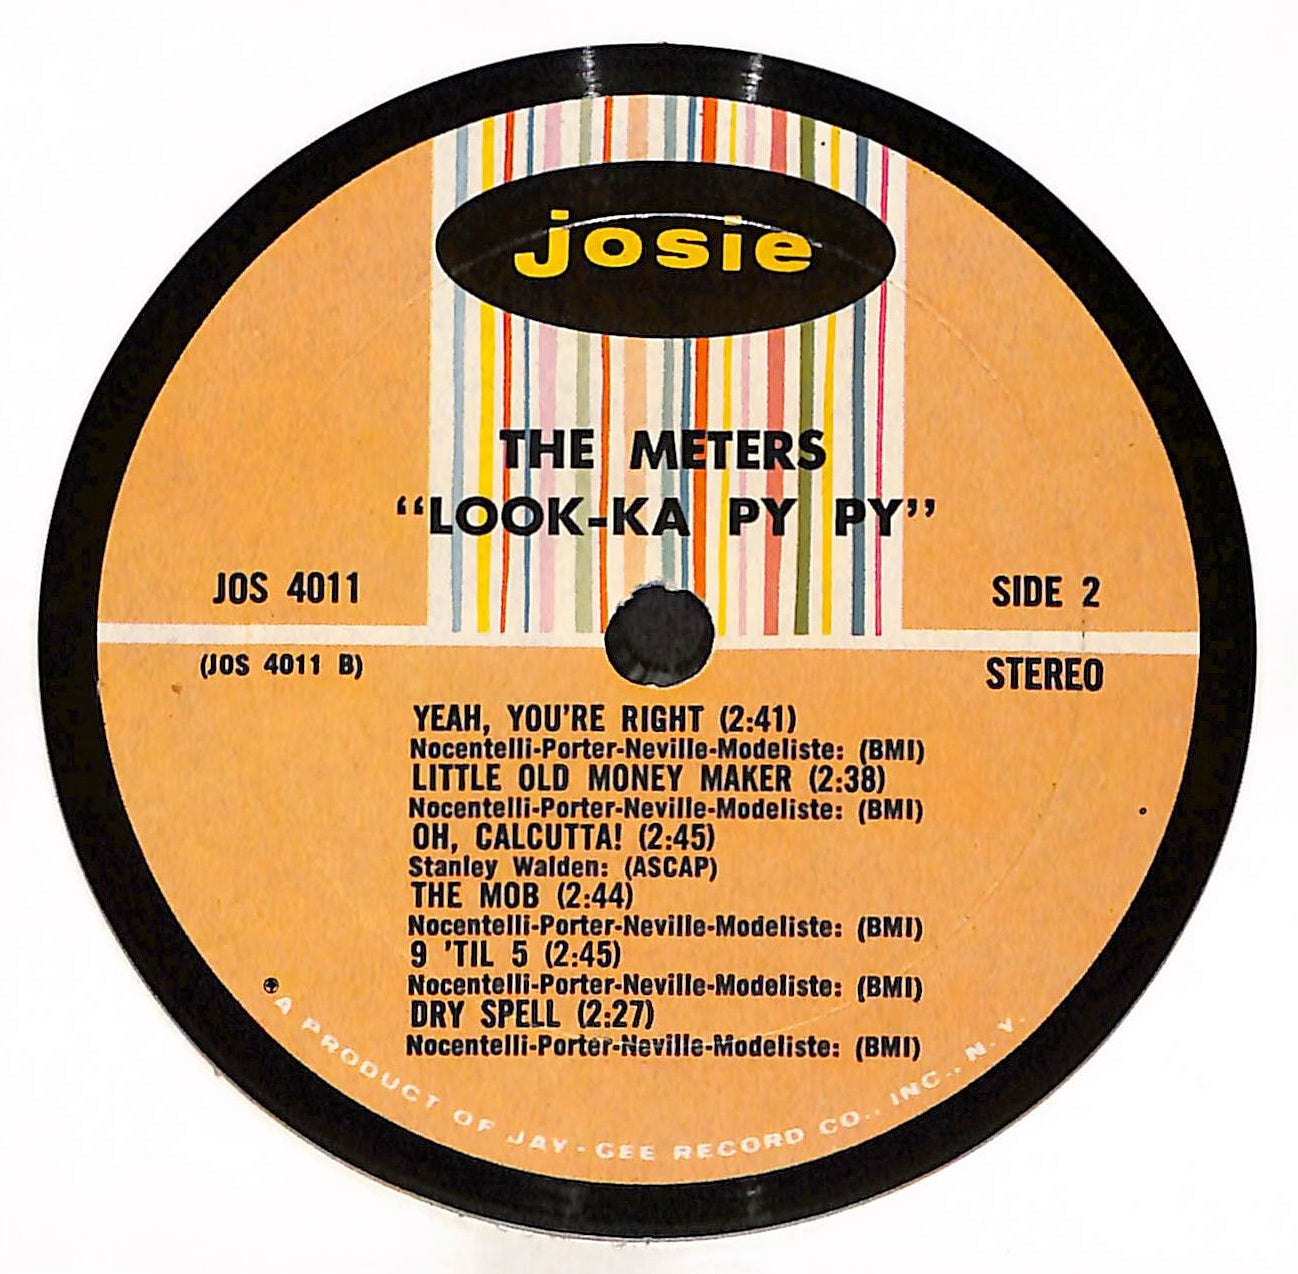 josie
THE METERS
“LOOK-KA PY PY”
JOS 4011
SIDE 2
(JOS 4011 B)
STEREO
YEAH, YOU'RE RIGHT (2:41)
Nocentelli-Porter-Neville-Modeliste: (BMI)
LITTLE OLD MONEY MAKER (2:38)
Nocentelli-Porter-Neville-Modeliste: (BMI)
OH, CALCUTTA! (2:45)
Stanley Walden: (ASCAP)
THE MOB (2:44)
Nocentelli-Porter-Neville-Modeliste: (BMI)
9 'TIL 5 (2:45)
Nocentelli-Porter-Neville-Modeliste: (BMI)
DRY SPELL (2:27)
Nocentelli-Porter-Neville-Modeliste: (BMI)
A PRODUCT OF JAY-GEE RECORD CO., INC., N.Y.